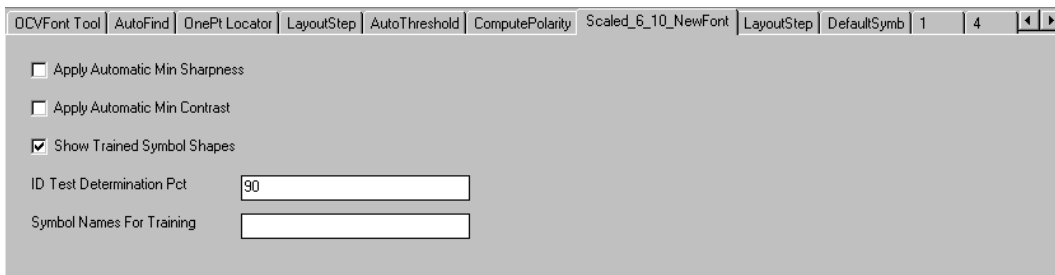 OCVFont Tool AutoFind OnePt Locator LayoutStep AutoThreshold ComputePolarity Scaled_6_10_NewFont LayoutStep DefaultSymb 1 4
Apply Automatic Min Sharpness
Apply Automatic Min Contrast
Show Trained Symbol Shapes
ID Test Determination Pct 90
Symbol Names For Training